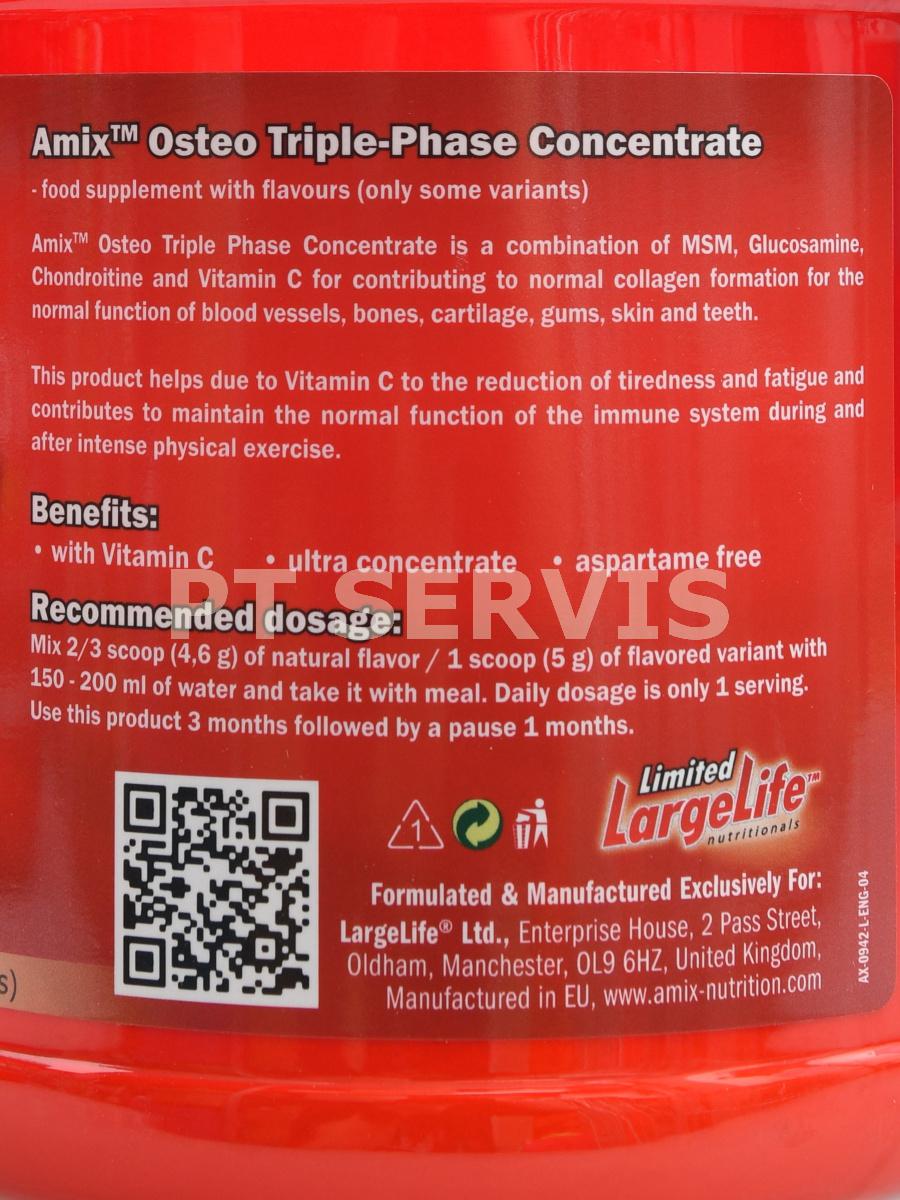 Amix™ Osteo Triple-Phase Concentrate
- food supplement with flavours (only some variants)
Amix™ Osteo Triple Phase Concentrate is a combination of MSM, Glucosamine,
Chondroitine and Vitamin C for contributing to normal collagen formation for the
normal function of blood vessels, bones, cartilage, gums, skin and teeth.
This product helps due to Vitamin C to the reduction of tiredness and fatigue and
contributes to maintain the normal function of the immune system during and
after intense physical exercise.
Benefits:
• with Vitamin C • ultra concentrate • aspartame free
PT SERVIS
Recommended dosage:
Mix 2/3 scoop (4,6 g) of natural flavor / 1 scoop (5 g) of flavored variant with
150 - 200 ml of water and take it with meal. Daily dosage is only 1 serving.
Use this product 3 months followed by a pause 1 months.
1
Limited
LargeLife™
nutritionals
Formulated & Manufactured Exclusively For:
LargeLife® Ltd., Enterprise House, 2 Pass Street,
Oldham, Manchester, OL9 6HZ, United Kingdom,
Manufactured in EU, www.amix-nutrition.com
AX-0942-L-ENG-04
s)